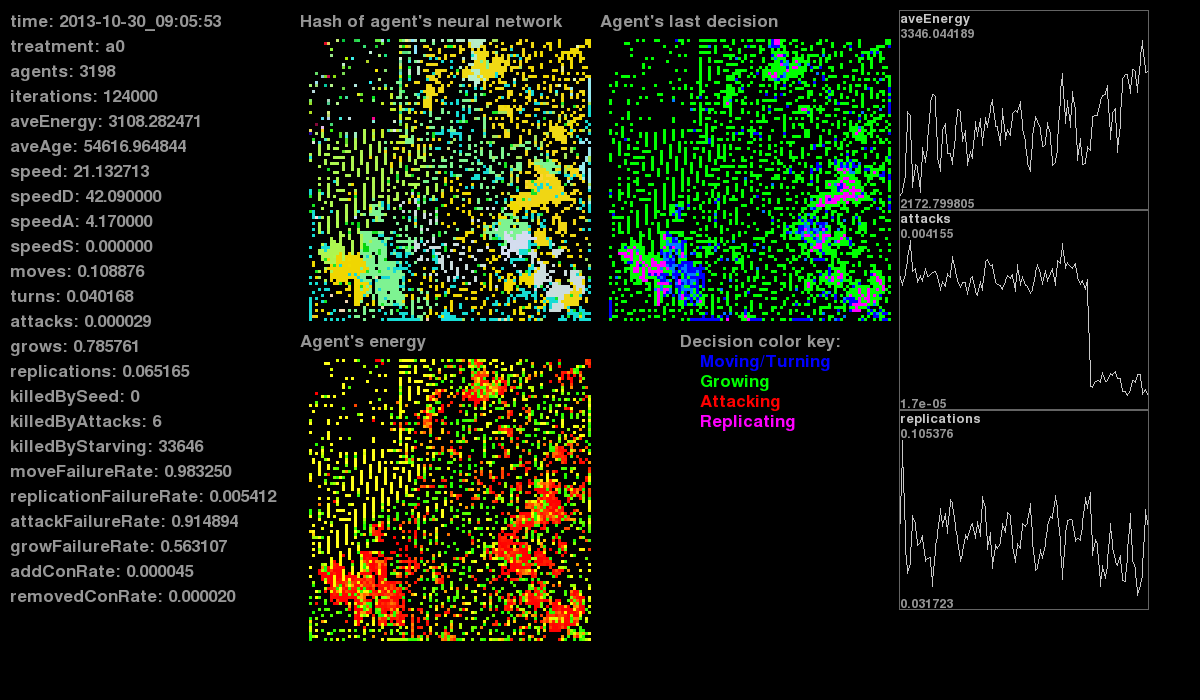 time: 2013-10-30_09:05:53
treatment: a0
agents: 3198
iterations: 124000
aveEnergy: 3108.282471
aveAge: 54616.964844
speed: 21.132713
speedD: 42.090000
speedA: 4.170000
speedS: 0.000000
moves: 0.108876
turns: 0.040168
attacks: 0.000029
grows: 0.785761
replications: 0.065165
killedBySeed: 0
killedByAttacks: 6
killedByStarving: 33646
moveFailureRate: 0.983250
replicationFailureRate: 0.005412
attackFailureRate: 0.914894
growFailureRate: 0.563107
addConRate: 0.000045
removedConRate: 0.000020
Hash of agent's neural network
Agent's last decision
Agent's energy
Decision color key:
Moving/Turning
Growing
Attacking
Replicating
aveEnergy
3346.044189
2172.799805
attacks
0.004155
1.7e-05
replications
0.105376
0.031723